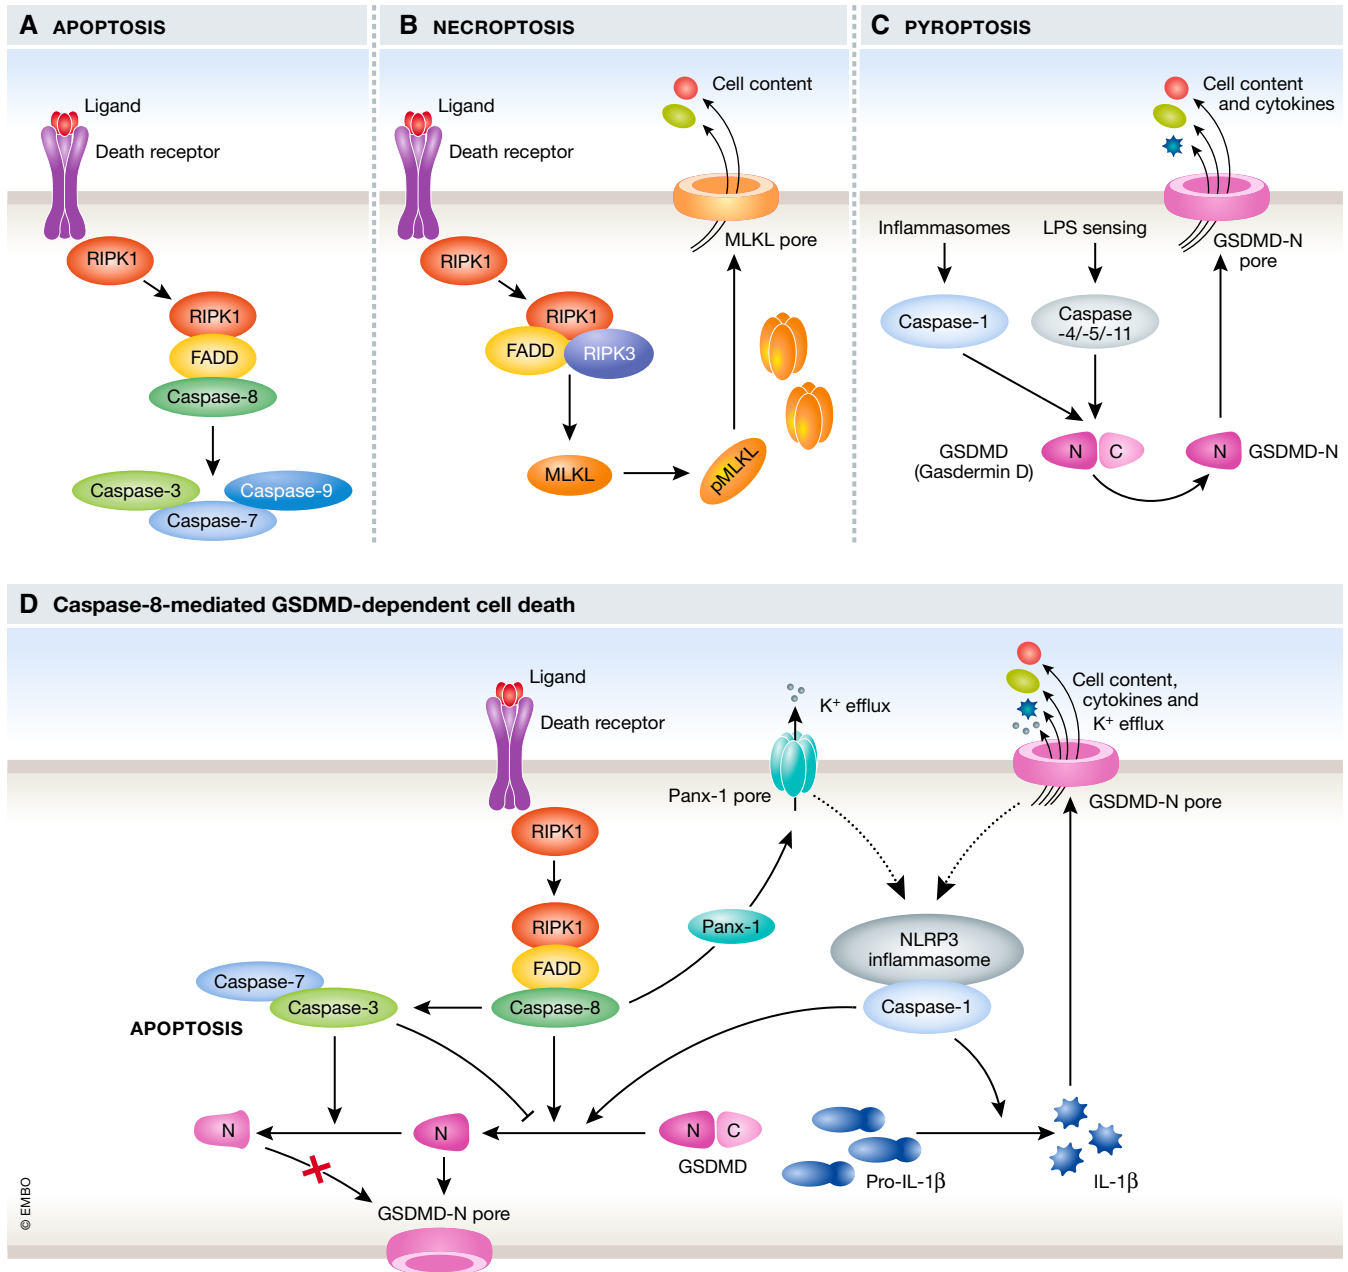 A APOPTOSIS
Ligand
Death receptor
RIPK1
RIPK1
FADD
Caspase-8
Caspase-3
Caspase-9
Caspase-7
B NECROPTOSIS
Ligand
Death receptor
Cell content
MLKL pore
RIPK1
RIPK1
FADD
RIPK3
MLKL
pMLKL
C PYROPTOSIS
Cell content
and cytokines
Inflammasomes
LPS sensing
GSDMD-N
pore
Caspase-1
Caspase
-4/-5/-11
GSDMD
(Gasdermin D)
N
C
N
GSDMD-N
D Caspase-8-mediated GSDMD-dependent cell death
Ligand
Death receptor
K⁺ efflux
Cell content,
cytokines and
K⁺ efflux
Panx-1 pore
GSDMD-N pore
RIPK1
RIPK1
FADD
Caspase-8
Panx-1
NLRP3
inflammasome
Caspase-1
Caspase-7
Caspase-3
APOPTOSIS
N
N
N
C
GSDMD
Pro-IL-1β
IL-1β
GSDMD-N pore
© EMBO